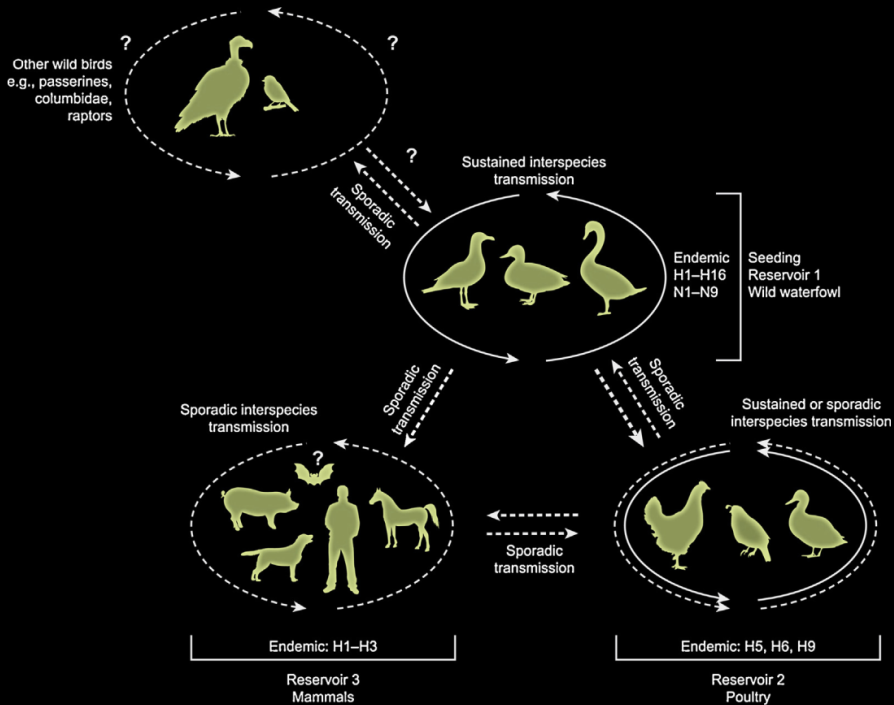 ?
?
Other wild birds
e.g., passerines,
columbidae,
raptors
?
Sporadic
transmission
Sustained interspecies
transmission
Endemic
H1–H16
N1–N9
Seeding
Reservoir 1
Wild waterfowl
Sporadic
transmission
Sporadic
transmission
Sporadic interspecies
transmission
?
Sustained or sporadic
interspecies transmission
Sporadic
transmission
Endemic: H1–H3
Reservoir 3
Mammals
Endemic: H5, H6, H9
Reservoir 2
Poultry